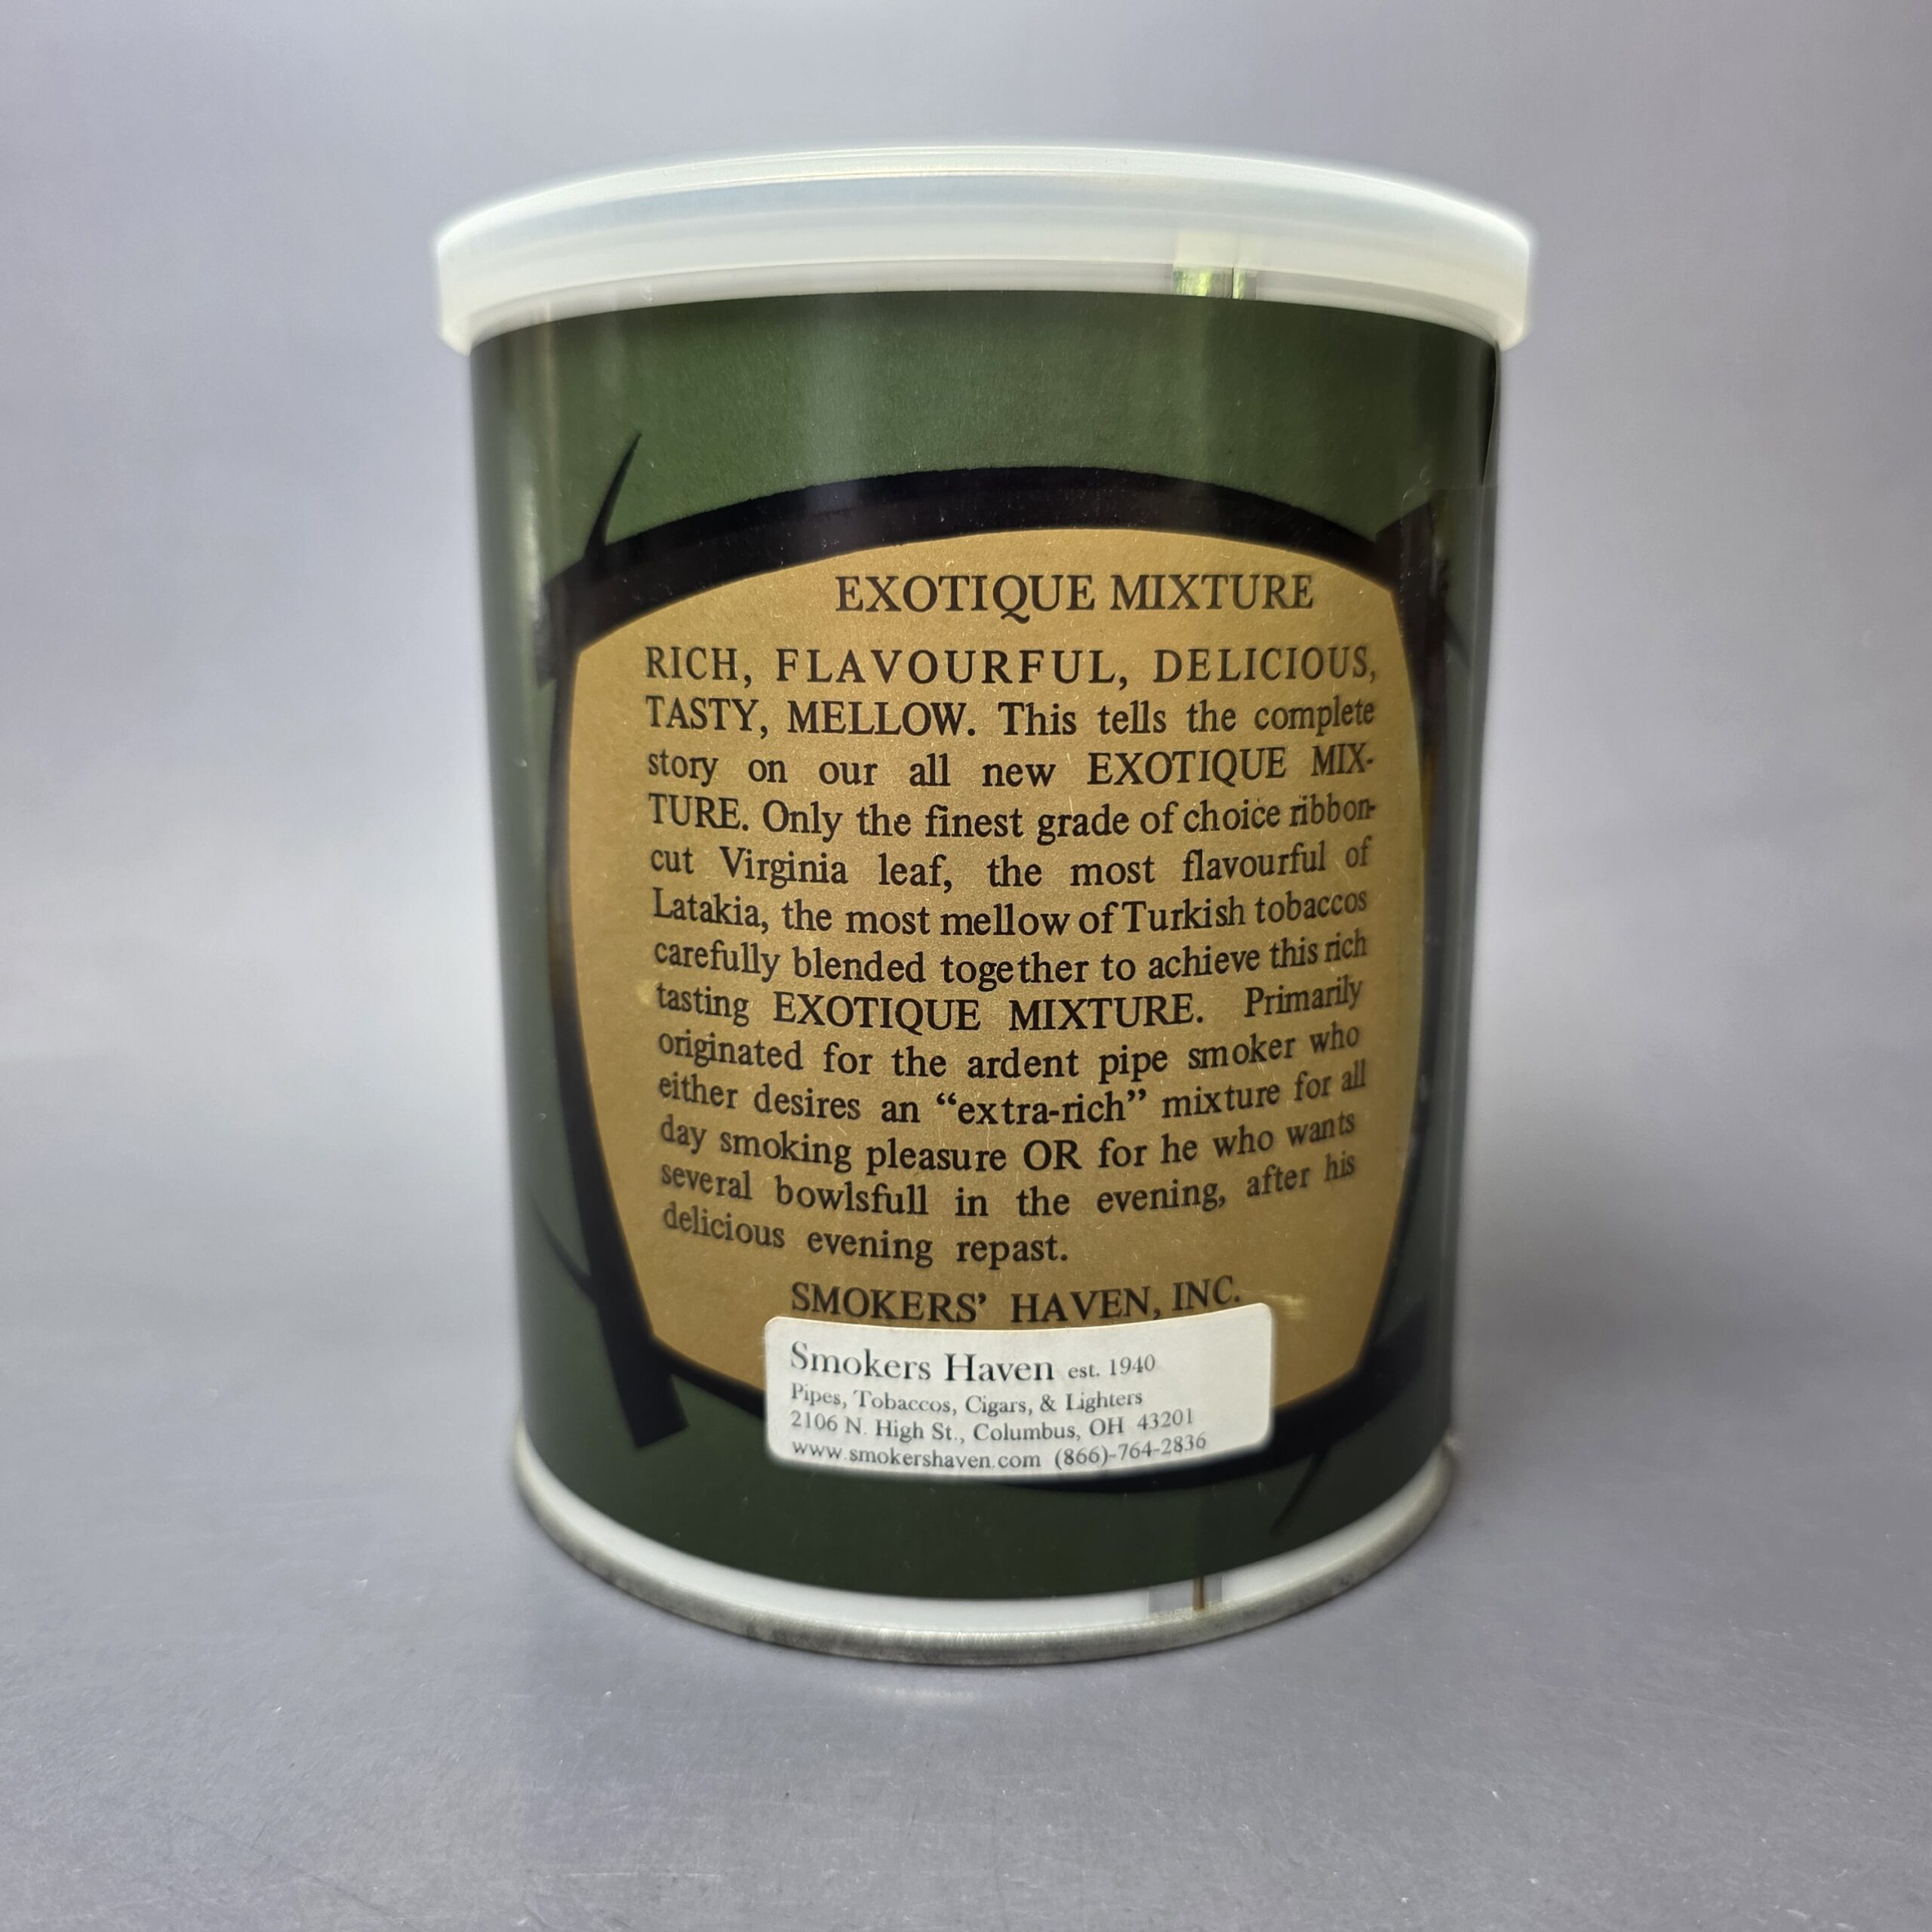 EXOTIQUE MIXTURE
RICH, FLAVOURFUL, DELICIOUS,
TASTY, MELLOW. This tells the complete
story on our all new EXOTIQUE MIX-
TURE. Only the finest grade of choice ribbon-
cut Virginia leaf, the most flavourful of
Latakia, the most mellow of Turkish tobaccos
carefully blended together to achieve this rich
tasting EXOTIQUE MIXTURE. Primarily
originated for the ardent pipe smoker who
either desires an “extra-rich” mixture for all
day smoking pleasure OR for he who wants
several bowlsfull in the evening, after his
delicious evening repast.
SMOKERS’ HAVEN, INC.
Smokers Haven est. 1940
Pipes, Tobaccos, Cigars, & Lighters
2106 N. High St., Columbus, OH 43201
www.smokershaven.com (866)-764-2836